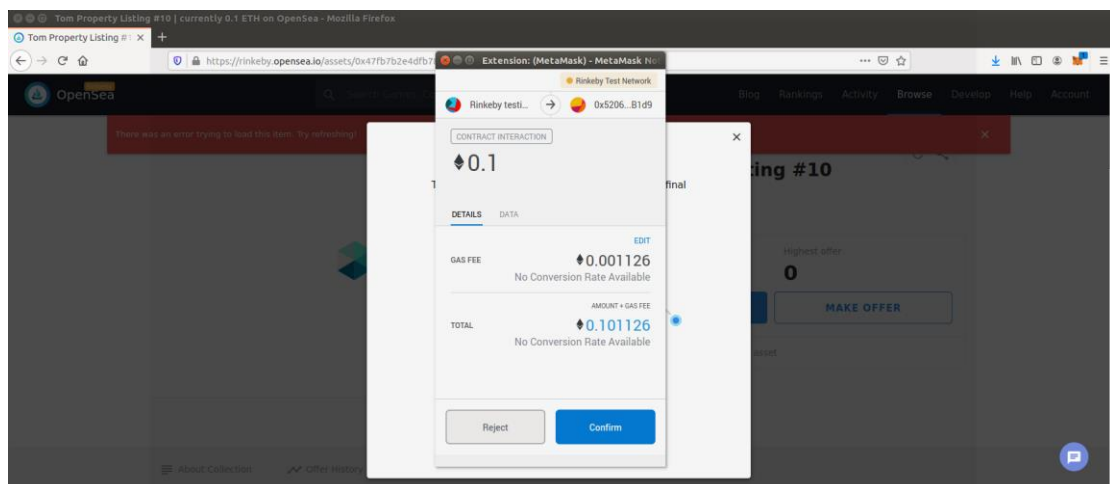 Tom Property Listing #10 | currently 0.1 ETH on OpenSea - Mozilla Firefox
Tom Property Listing #1
https://rinkeby.opensea.io/assets/0x47fb7b2e4dfb7
Extension: (MetaMask) - MetaMask No
Rinkeby Test Network
OpenSea
Rinkeby testi...
0x5206...B1d9
Blog Rankings Activity Browse Develop Help Account
There was an error trying to load this item. Try refreshing!
CONTRACT INTERACTION
0.1
ting #10
final
DETAILS DATA
EDIT
GAS FEE
0.001126
No Conversion Rate Available
Highest offer
0
AMOUNT + GAS FEE
TOTAL
0.101126
No Conversion Rate Available
MAKE OFFER
asset
Reject
Confirm
About Collection
Offer History